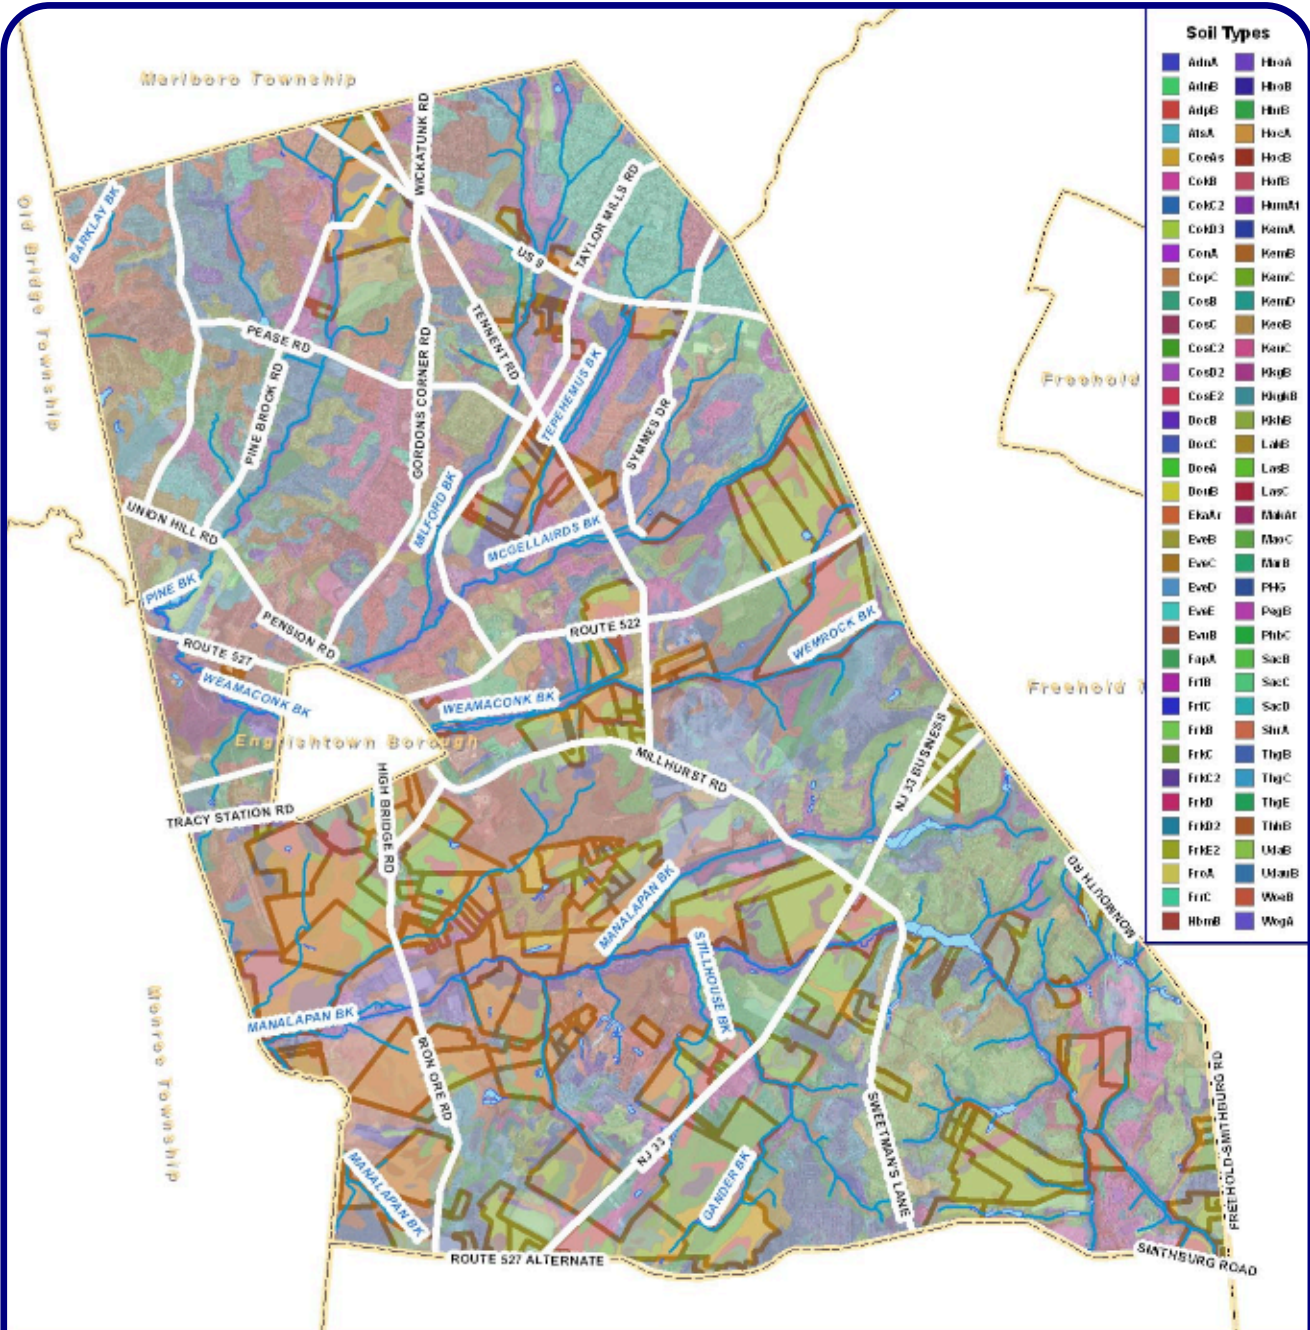 Soil Types
AdnA
AdnB
AdpB
AtsA
CoeAs
CokB
CokC2
CokD3
ConA
CopC
CosB
CosC
CosC2
CosD2
CosE2
DocB
DocC
DoeA
DouB
EkaAr
EveB
EveC
EveD
EveE
EvuB
FapA
FrfB
FrfC
FrkB
FrkC
FrkC2
FrkD
FrkD2
FrkE2
FroA
FrrC
HbmB
HboA
HboB
HbrB
HocA
HocB
HofB
HumAt
KemA
KemB
KemC
KemD
KeoB
KeuC
KkgB
KkgkB
KkhB
LakB
LasB
LasC
MakAt
MaoC
MarB
PHG
PegB
PhbC
SacB
SacC
SacD
ShrA
ThgB
ThgC
ThgE
ThhB
UdaB
UdauB
WoeB
WogA
Marlboro Township
WICKATUNK RD
BARKLAY BK
TAYLOR MILLS RD
Old Bridge Township
US 9
PEASE RD
TENNENT RD
GORDONS CORNER RD
PINE BROCK RD
TEPEHEMUS BK
SYMMES DR
Freehold
UNION HILL RD
MILFORD BK
MCGELLAIRDS BK
PINE BK
PENSION RD
ROUTE 522
WEMROCK BK
ROUTE 527
WEAMACONK BK
WEAMACONK BK
Freehold T
Englishtown Borough
MILLHURST RD
NJ 33 BUSINESS
HIGH BRIDGE RD
TRACY STATION RD
MONMOUTH RD
MANALAPAN BK
STILLHOUSE BK
MANALAPAN BK
Monroe Township
IRON ORE RD
NJ 33
SWEETMAN'S LANE
FREEHOLD-SMITHBURG RD
MANALAPAN BK
GANDER BK
ROUTE 527 ALTERNATE
SMITHBURG ROAD